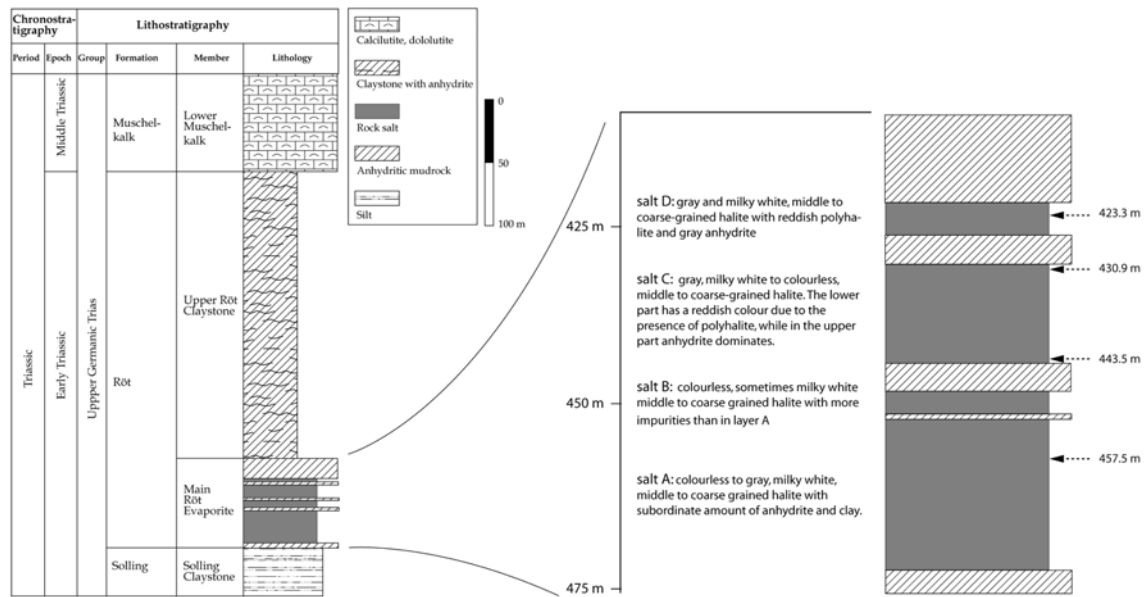 Chronostra-
tigraphy
Lithostratigraphy
Period
Epoch
Group
Formation
Member
Lithology
Triassic
Middle Triassic
Early Triassic
Uppper Germanic Trias
Muschel-
kalk
Lower
Muschel-
kalk
Röt
Upper Röt
Claystone
Main
Röt
Evaporite
Solling
Solling
Claystone
Calcilutite, dololutite
Claystone with anhydrite
Rock salt
Anhydritic mudrock
Silt
0
50
100 m
425 m
450 m
475 m
salt D: gray and milky white, middle to
coarse-grained halite with reddish polyha-
lite and gray anhydrite
salt C: gray, milky white to colourless,
middle to coarse-grained halite. The lower
part has a reddish colour due to the
presence of polyhalite, while in the upper
part anhydrite dominates.
salt B: colourless, sometimes milky white
middle to coarse grained halite with more
impurities than in layer A
salt A: colourless to gray, milky white,
middle to coarse grained halite with
subordinate amount of anhydrite and clay.
423.3 m
430.9 m
443.5 m
457.5 m